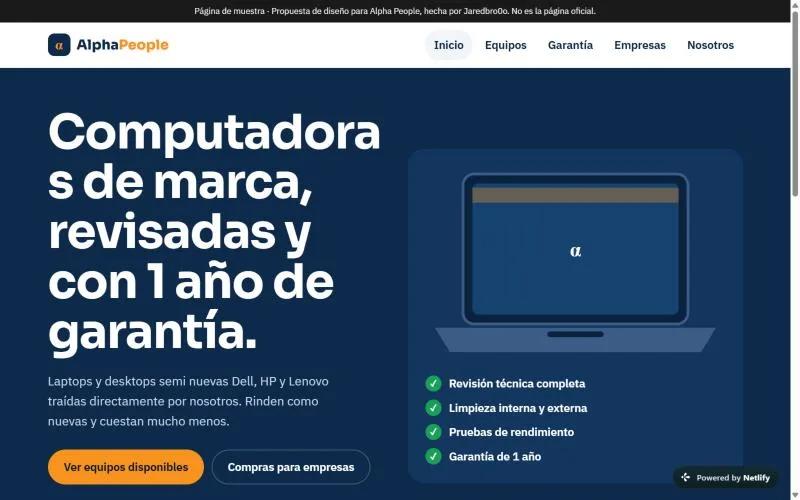 Página de muestra - Propuesta de diseño para Alpha People, hecha por Jaredbro0o. No es la página oficial.
α AlphaPeople
Inicio Equipos Garantía Empresas Nosotros
Computadora
s de marca,
revisadas y
con 1 año de
garantía.
Laptops y desktops semi nuevas Dell, HP y Lenovo
traídas directamente por nosotros. Rinden como
nuevas y cuestan mucho menos.
Ver equipos disponibles
Compras para empresas
α
Revisión técnica completa
Limpieza interna y externa
Pruebas de rendimiento
Garantía de 1 año
Powered by Netlify